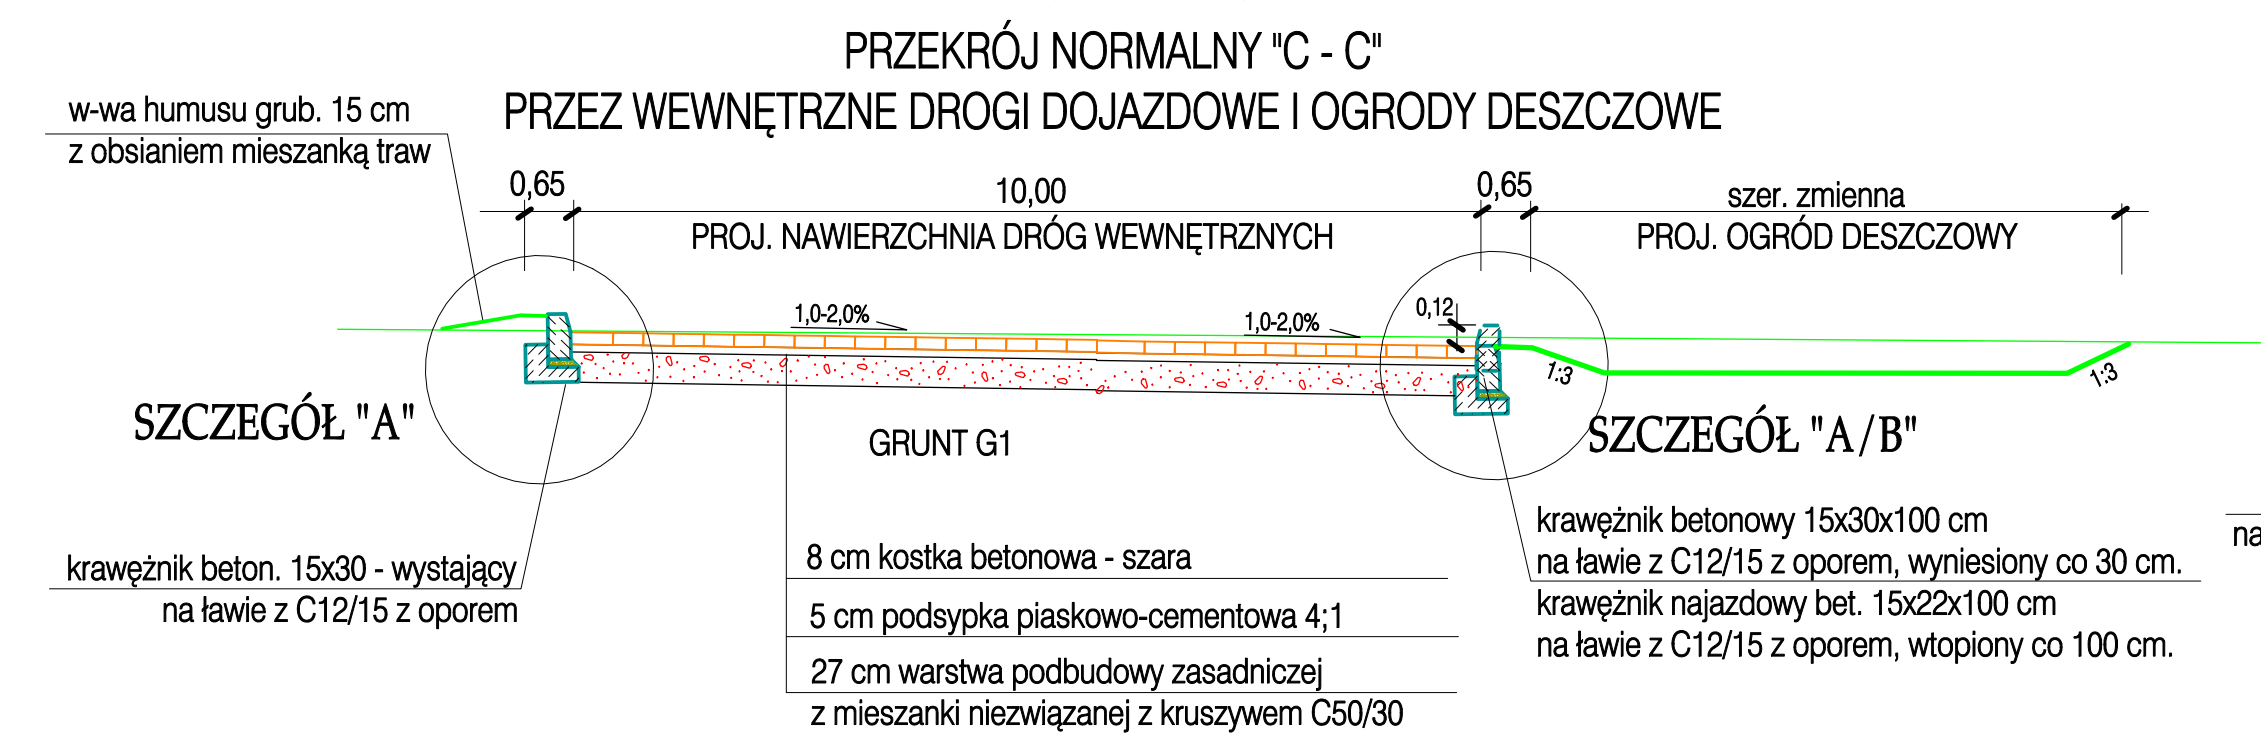 PRZEKRÓJ NORMALNY "C - C"
PRZEZ WEWNĘTRZNE DROGI DOJAZDOWE I OGRODY DESZCZOWE
w-wa humusu grub. 15 cm
z obsianiem mieszanką traw
0,65
10,00
0,65
szer. zmienna
PROJ. NAWIERZCHNIA DRÓG WEWNĘTRZNYCH
PROJ. OGRÓD DESZCZOWY
1,0-2,0%
1,0-2,0%
0,12
1:3
1:3
SZCZEGÓŁ "A"
GRUNT G1
SZCZEGÓŁ "A/B"
krawężnik beton. 15x30 - wystający
na ławie z C12/15 z oporem
8 cm kostka betonowa - szara
5 cm podsypka piaskowo-cementowa 4;1
27 cm warstwa podbudowy zasadniczej
z mieszanki niezwiązanej z kruszywem C50/30
krawężnik betonowy 15x30x100 cm
na ławie z C12/15 z oporem, wyniesiony co 30 cm.
krawężnik najazdowy bet. 15x22x100 cm
na ławie z C12/15 z oporem, wtopiony co 100 cm.
na